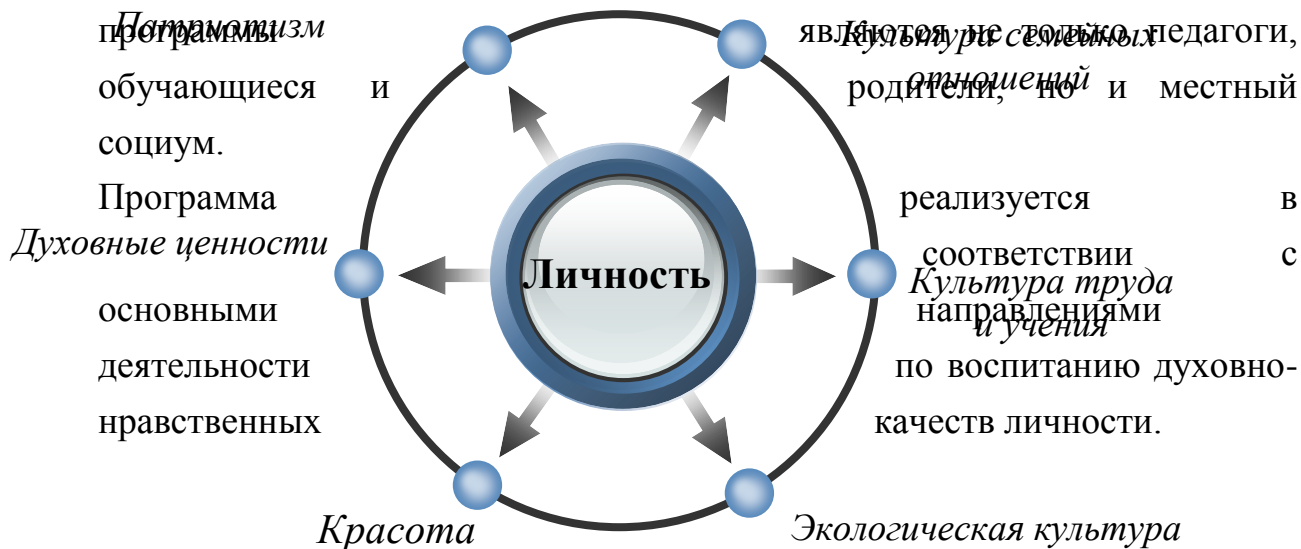 Патриотизм
Культура семейных
отношений
программы являются не только педагоги,
обучающиеся и родители, но и местный
социум.
Программа реализуется в
Духовные ценности
соответствии с
Личность
Культура труда
и учения
основными направлениями
деятельности по воспитанию духовно-
нравственных качеств личности.
Красота
Экологическая культура